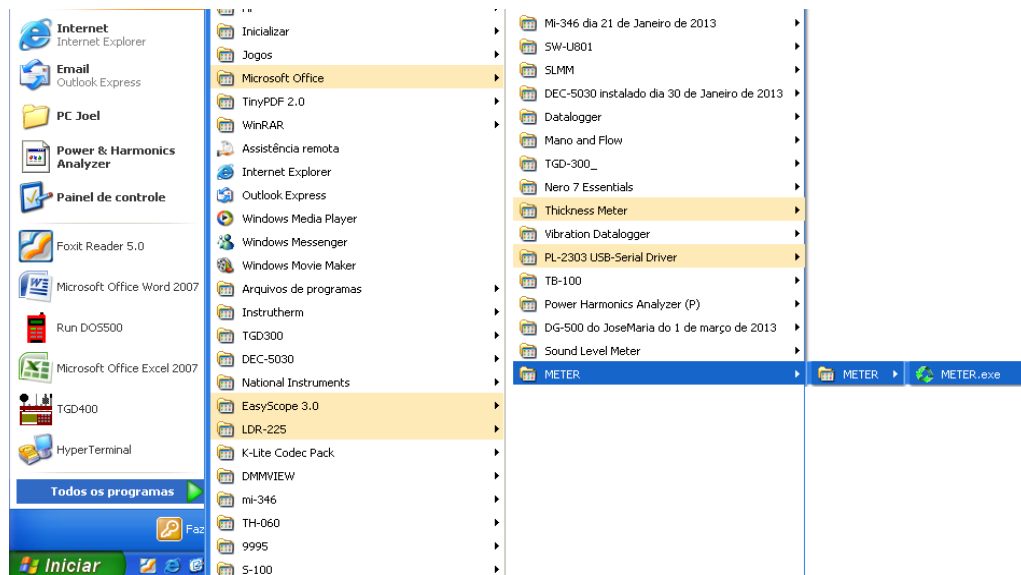 Internet
Internet Explorer
Email
Outlook Express
PC Joel
Power & Harmonics
Analyzer
Painel de controle
Foxit Reader 5.0
Microsoft Office Word 2007
Run DOS500
Microsoft Office Excel 2007
TGD400
HyperTerminal
Todos os programas
Faz
Iniciar
Inicializar
Jogos
Microsoft Office
TinyPDF 2.0
WinRAR
Assistência remota
Internet Explorer
Outlook Express
Windows Media Player
Windows Messenger
Windows Movie Maker
Arquivos de programas
Instrutherm
TGD300
DEC-5030
National Instruments
EasyScope 3.0
LDR-225
K-Lite Codec Pack
DMMVIEW
mi-346
TH-060
9995
S-100
Mi-346 dia 21 de Janeiro de 2013
SW-U801
SLMM
DEC-5030 instalado dia 30 de Janeiro de 2013
Datalogger
Mano and Flow
TGD-300_
Nero 7 Essentials
Thickness Meter
Vibration Datalogger
PL-2303 USB-Serial Driver
TB-100
Power Harmonics Analyzer (P)
DG-500 do JoseMaria do 1 de março de 2013
Sound Level Meter
METER
METER
METER.exe